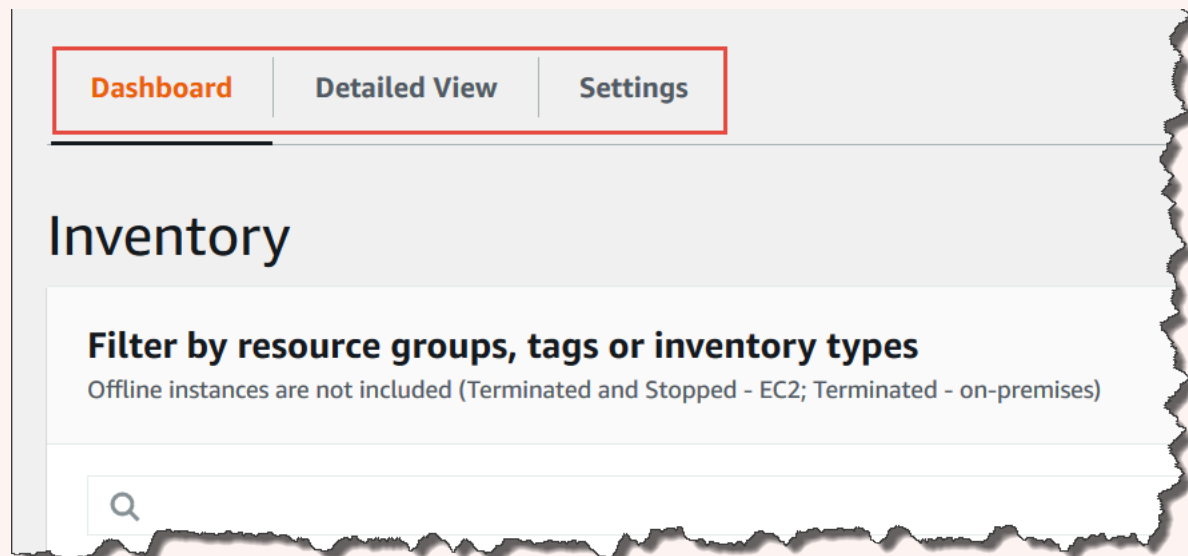 Dashboard Detailed View Settings
Inventory
Filter by resource groups, tags or inventory types
Offline instances are not included (Terminated and Stopped - EC2; Terminated - on-premises)